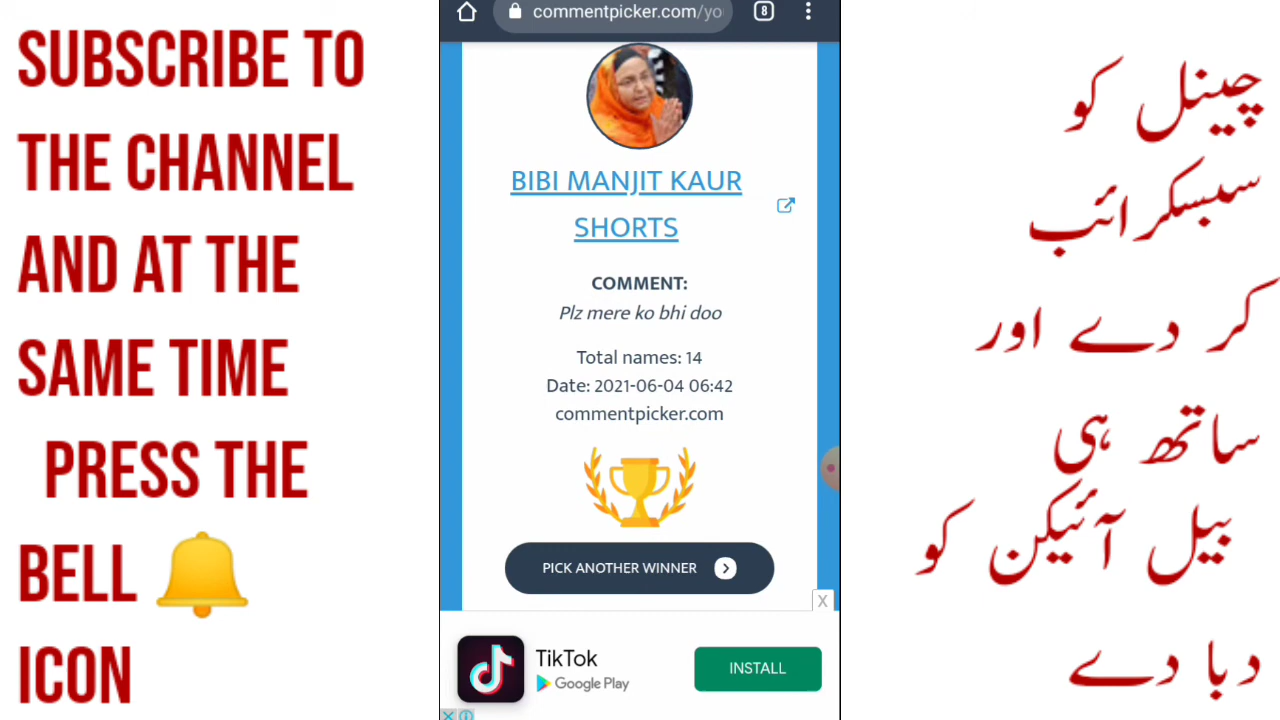 SUBSCRIBE TO
THE CHANNEL
AND AT THE
SAME TIME
PRESS THE
BELL
ICON
commentpicker.com/yo
8
BIBI MANJIT KAUR
SHORTS
COMMENT:
Plz mere ko bhi doo
Total names: 14
Date: 2021-06-04 06:42
commentpicker.com
PICK ANOTHER WINNER
X
TikTok
Google Play
INSTALL
چینل کو
سبسکرائب
کر دے اور
ساتھ ہی
بیل آئیکن کو
دبا دے